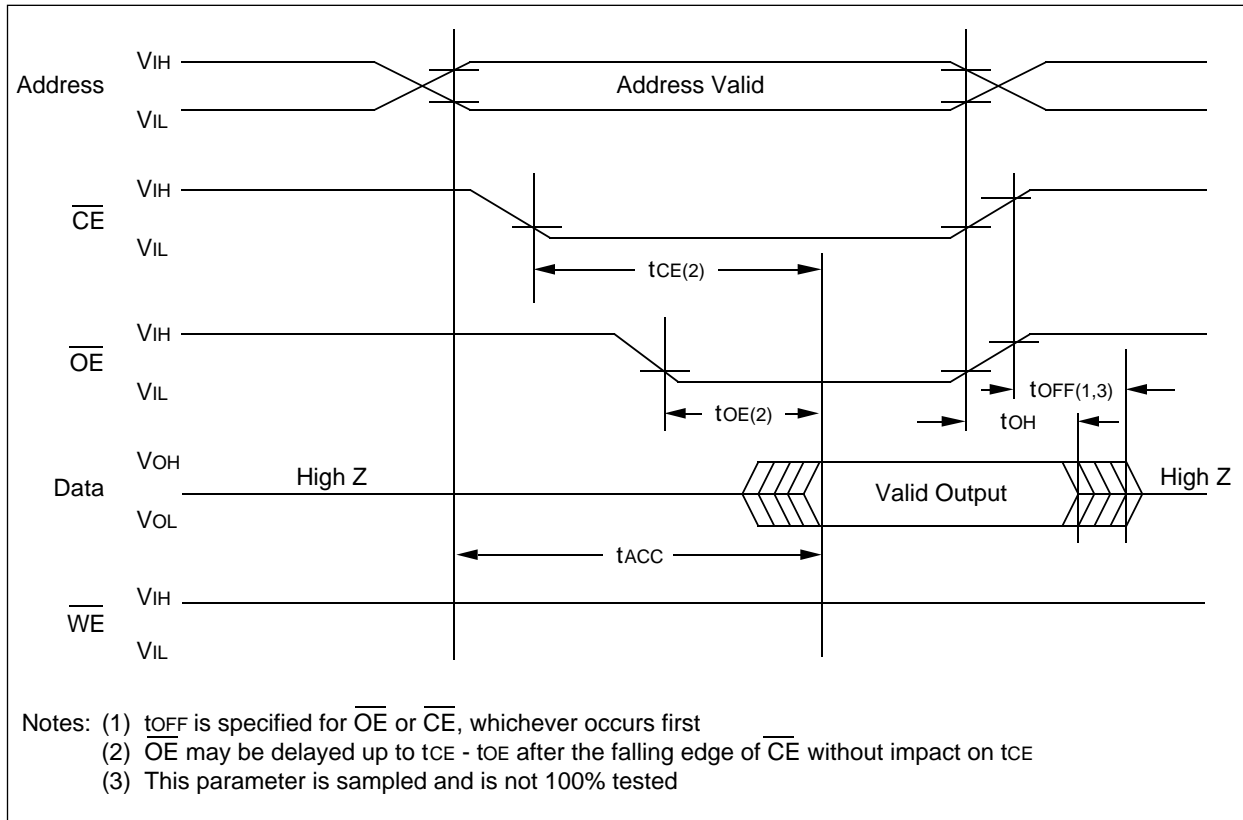 VIH
Address
Address Valid
VIL
VIH
CE
VIL
tCE(2)
VIH
OE
VIL
tOFF(1,3)
tOE(2)
tOH
VOH
High Z
High Z
Data
Valid Output
VOL
tACC
VIH
WE
VIL
Notes: (1) tOFF is specified for OE or CE, whichever occurs first
(2) OE may be delayed up to tCE - tOE after the falling edge of CE without impact on tCE
(3) This parameter is sampled and is not 100% tested